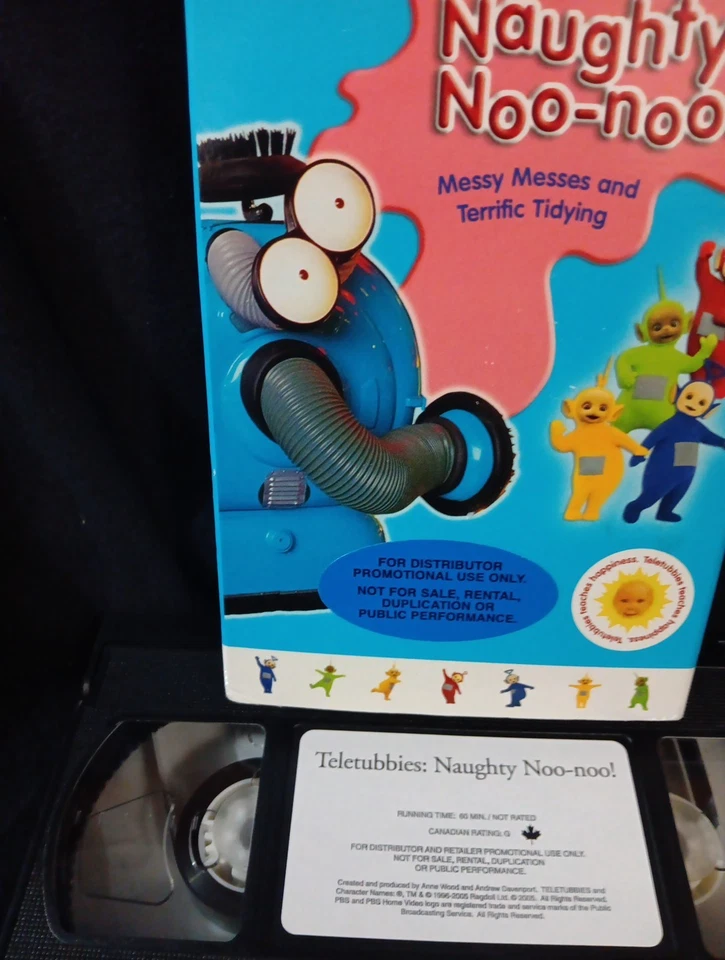 Naughty
Noo-noo
Messy Messes and
Terrific Tidying
FOR DISTRIBUTOR
PROMOTIONAL USE ONLY.
NOT FOR SALE, RENTAL,
DUPLICATION OR
PUBLIC PERFORMANCE.
Teletubbies teaches happiness. Teletubbies teaches happiness.
Teletubbies: Naughty Noo-noo!
RUNNING TIME: 65 MIN. / NOT RATED
CANADIAN RATING: G
FOR DISTRIBUTOR AND RETAILER PROMOTIONAL USE ONLY.
NOT FOR SALE, RENTAL, DUPLICATION
OR PUBLIC PERFORMANCE.
Created and produced by Anne Wood and Andrew Davenport. TELETUBBIES and
Character Names: ®, TM & © 1996-2005 Ragdoll Ltd. © 2005. All Rights Reserved.
PBS and PBS Home Video logo are registered trade and service marks of the Public
Broadcasting Service. All Rights Reserved.